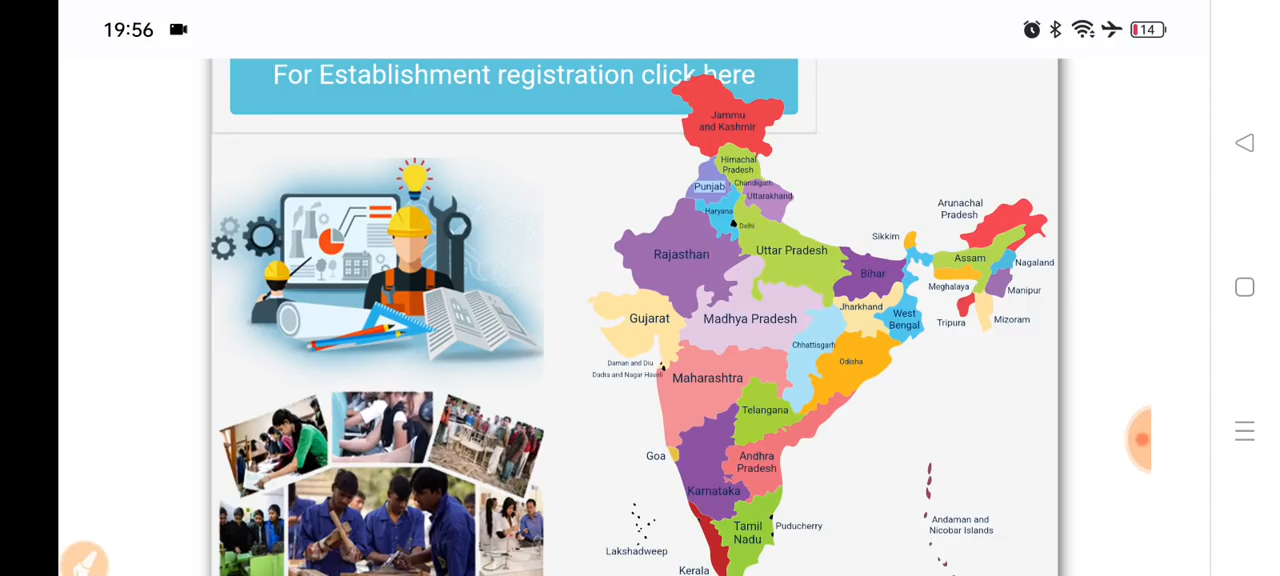 19:56
14
For Establishment registration click here
Jammu
and Kashmir
Himachal
Pradesh
Punjab
Chandigarh
Uttarakhand
Haryana
Delhi
Arunachal
Pradesh
Sikkim
Rajasthan
Uttar Pradesh
Bihar
Assam
Nagaland
Meghalaya
Manipur
Gujarat
Madhya Pradesh
Jharkhand
West
Bengal
Tripura
Mizoram
Chhattisgarh
Odisha
Daman and Diu
Dadra and Nagar Haveli
Maharashtra
Telangana
Goa
Andhra
Pradesh
Karnataka
Tamil
Nadu
Puducherry
Andaman and
Nicobar Islands
Lakshadweep
Kerala